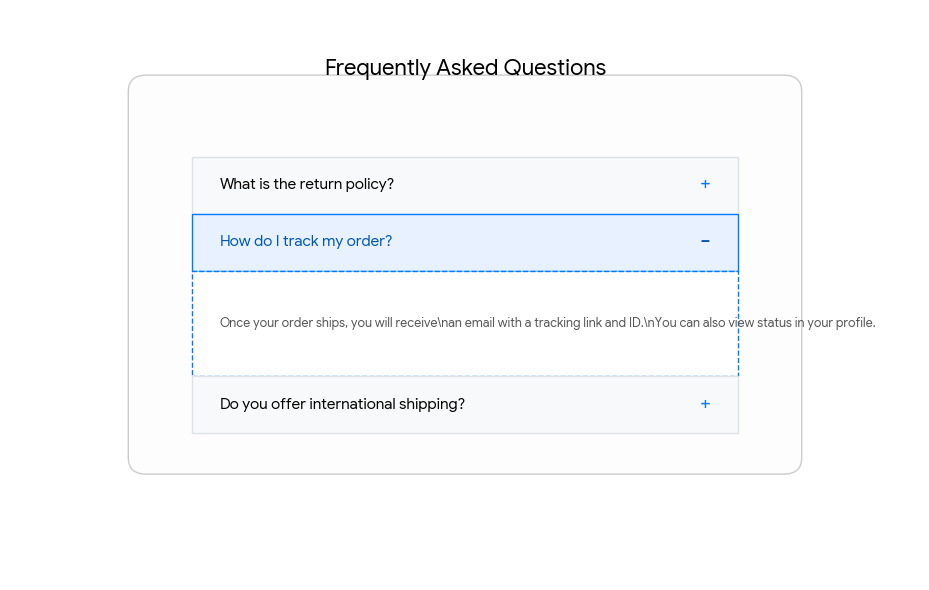 Frequently Asked Questions
What is the return policy? +
How do I track my order? −
Once your order ships, you will receive\nan email with a tracking link and ID.\nYou can also view status in your profile.
Do you offer international shipping? +